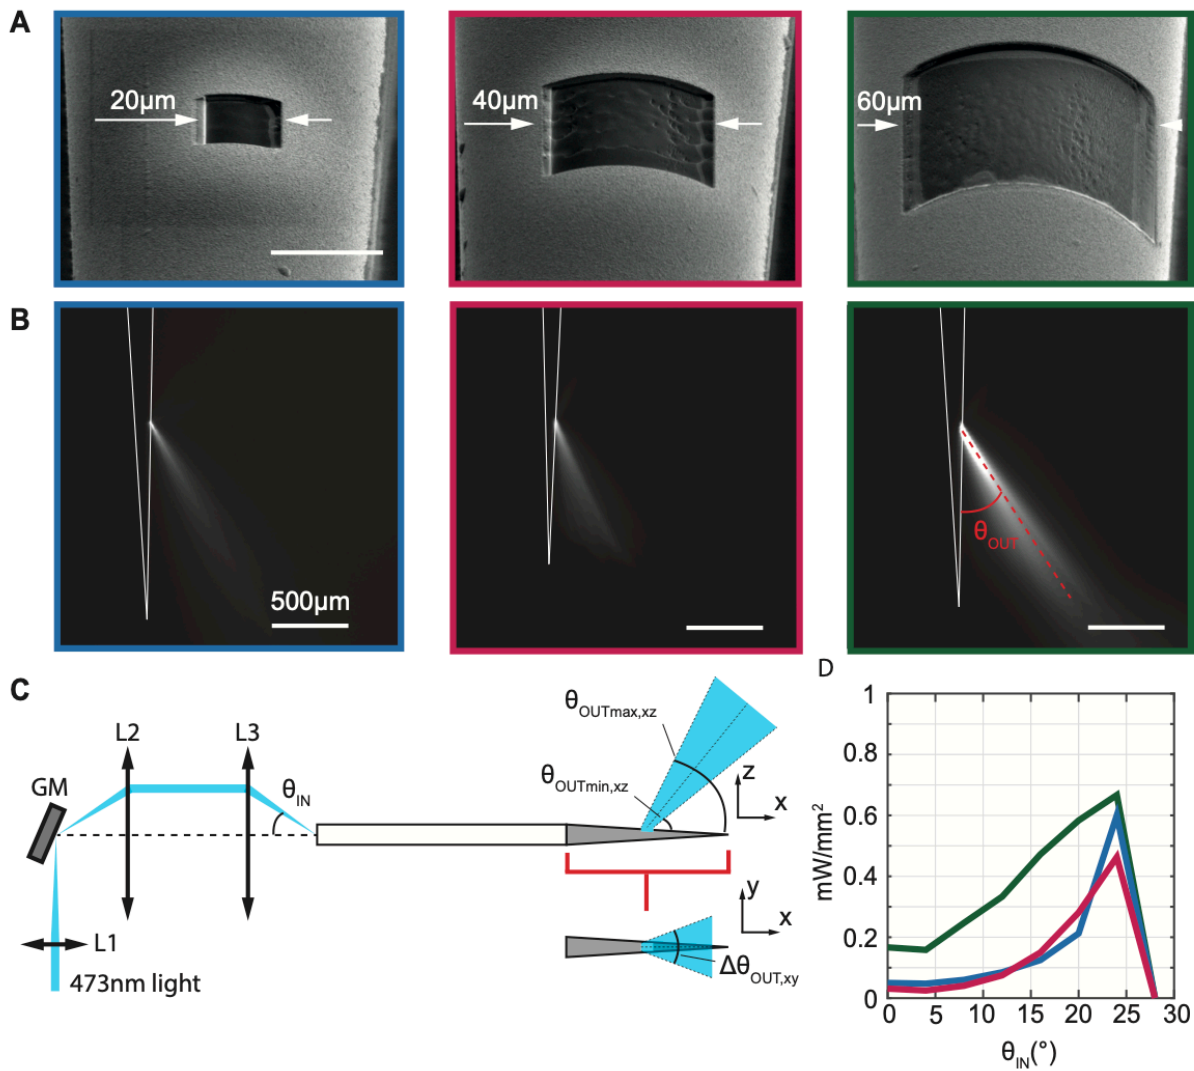 A
20µm
40µm
60µm
B
500µm
θOUT
C
L2
L3
GM
θIN
L1
473nm light
θOUTmax,xz
θOUTmin,xz
z
x
y
x
ΔθOUT,xy
D
mW/mm²
1
0.8
0.6
0.4
0.2
0
0 5 10 15 20 25 30
θIN(°)